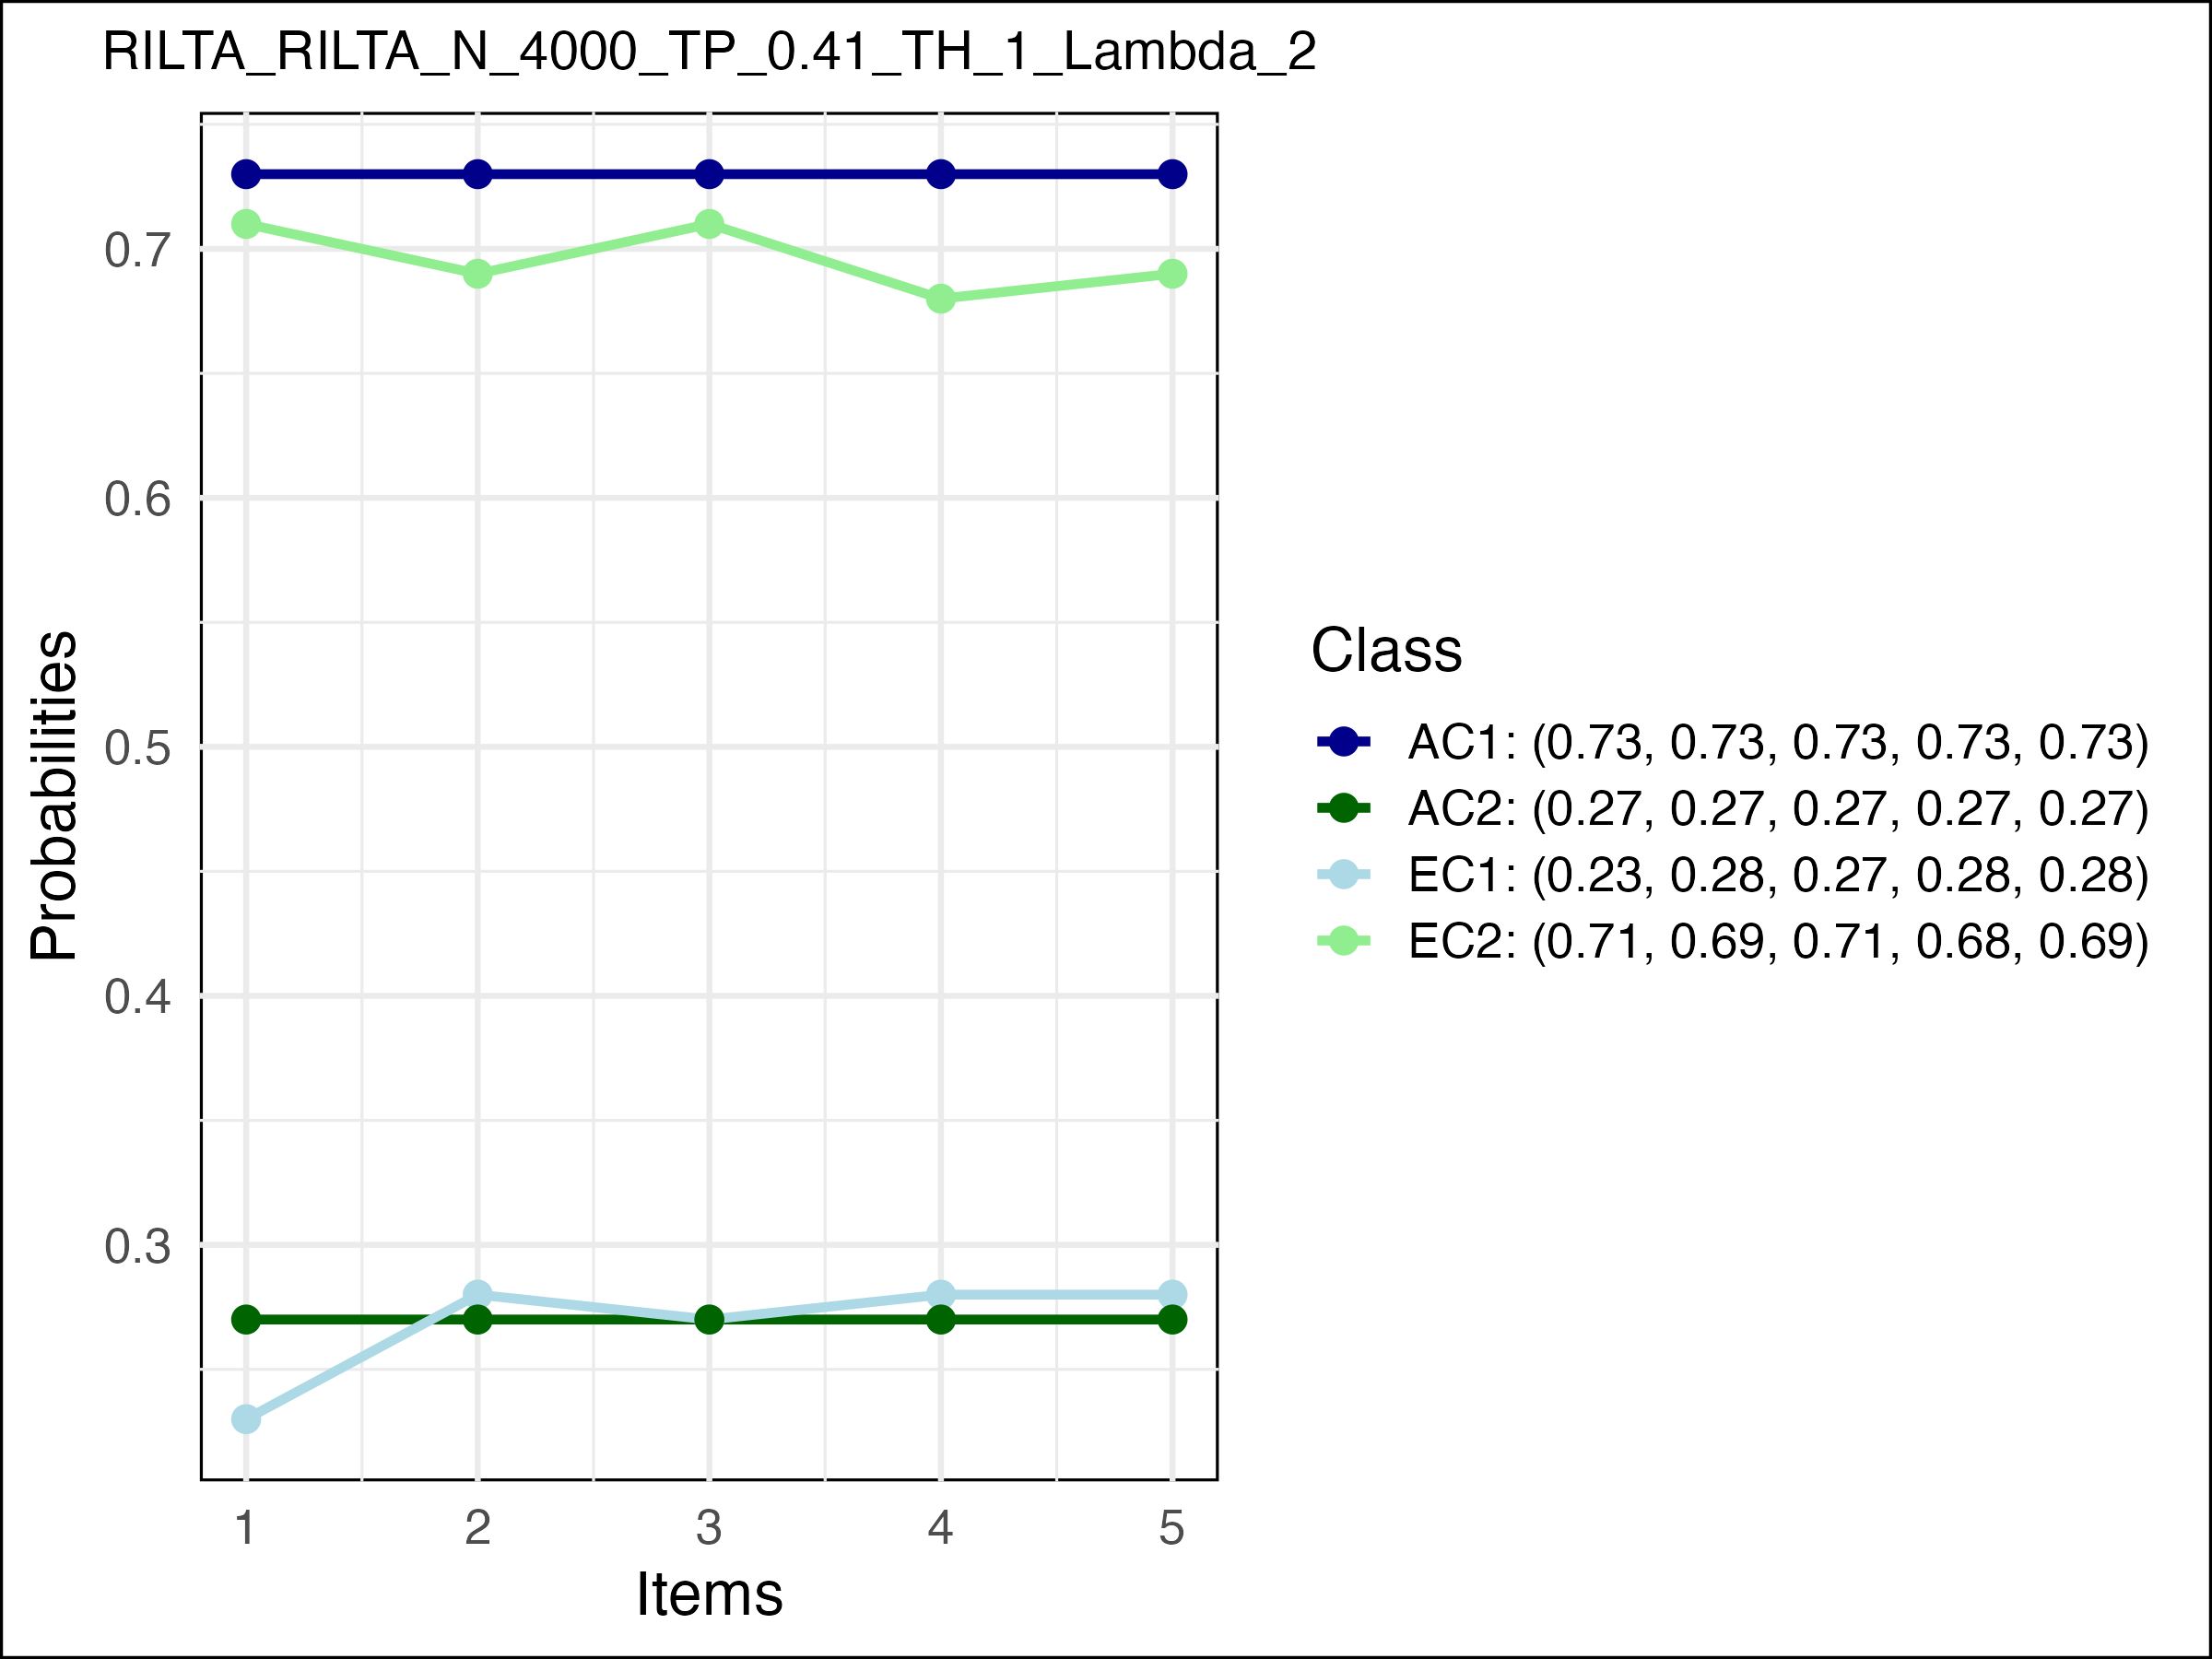 RILTA_RILTA_N_4000_TP_0.41_TH_1_Lambda_2
0.7
0.6
0.5
0.4
0.3
Probabilities
1 2 3 4 5
Items
Class
AC1: (0.73, 0.73, 0.73, 0.73, 0.73)
AC2: (0.27, 0.27, 0.27, 0.27, 0.27)
EC1: (0.23, 0.28, 0.27, 0.28, 0.28)
EC2: (0.71, 0.69, 0.71, 0.68, 0.69)